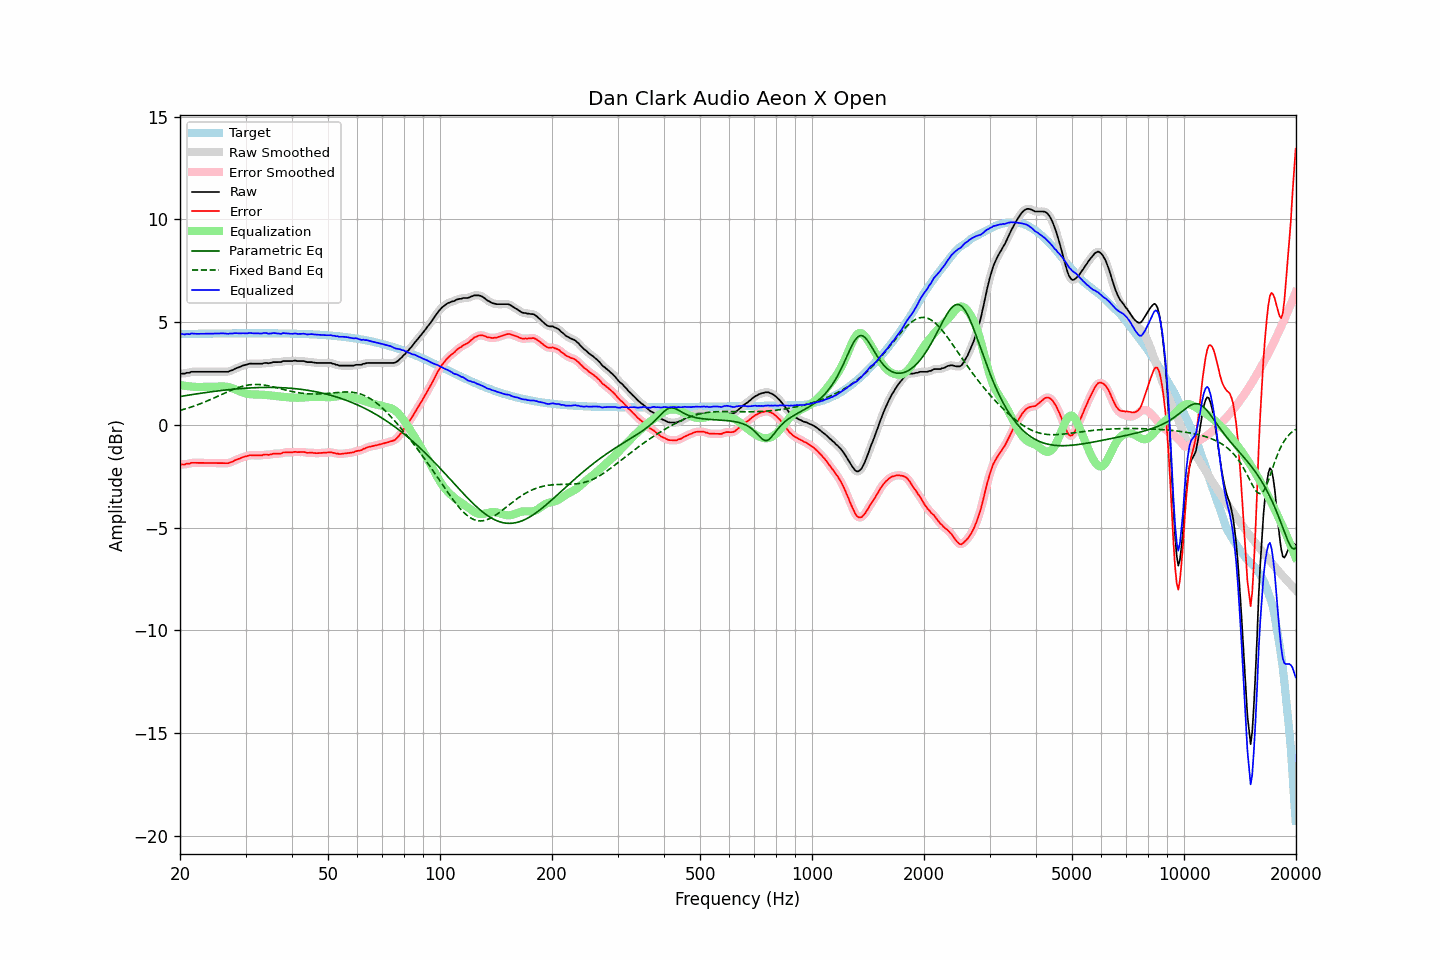 Dan Clark Audio Aeon X Open
Target
Raw Smoothed
Error Smoothed
Raw
Error
Equalization
Parametric Eq
Fixed Band Eq
Equalized
Amplitude (dBr)
15
10
5
0
−5
−10
−15
−20
20
50
100
200
500
1000
2000
5000
10000
20000
Frequency (Hz)